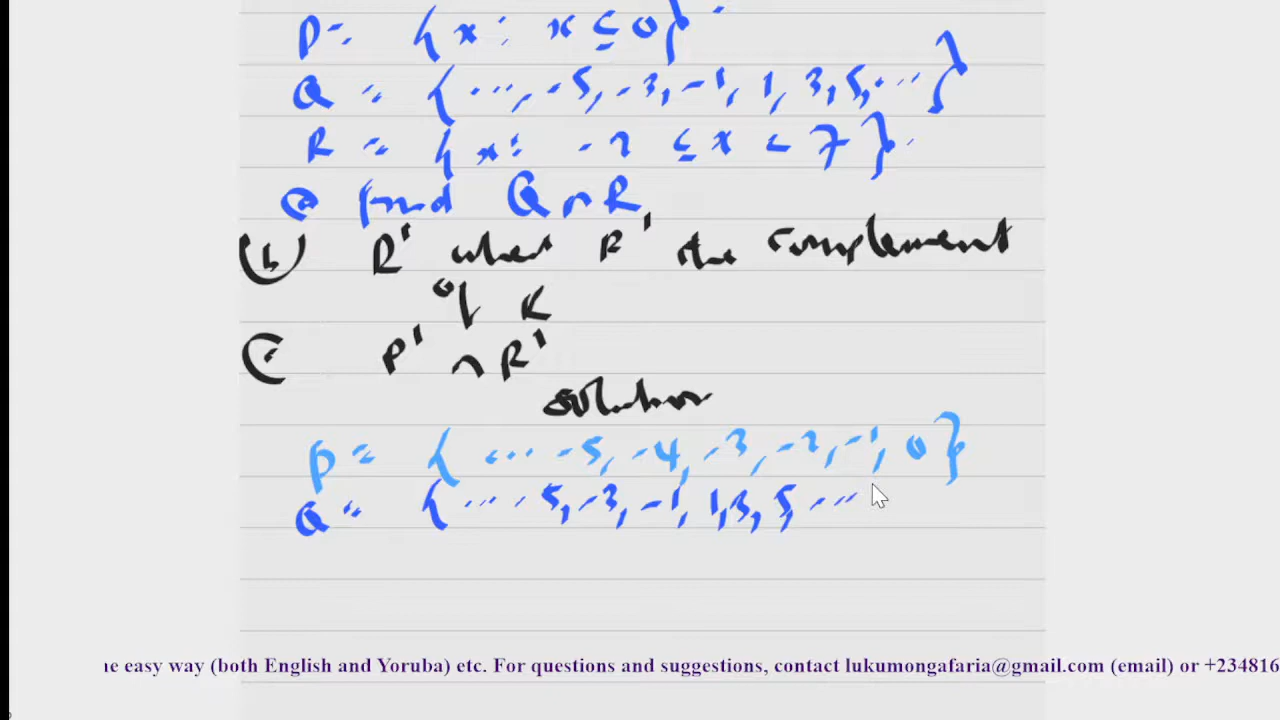 P = {x: x ≤ 0}.
Q = {..., -5, -3, -1, 1, 3, 5, ...}
R = {x: -2 ≤ x < 7}.
(a) find Q∩R
(b) R' where R' the complement
of R
(c) P' ∩ R'
solution
P = {... -5, -4, -3, -2, -1, 0}
Q = {... 5, -3, -1, 1, 3, 5, ...
easy way (both English and Yoruba) etc. For questions and suggestions, contact lukumongafaria@gmail.com (email) or +234816